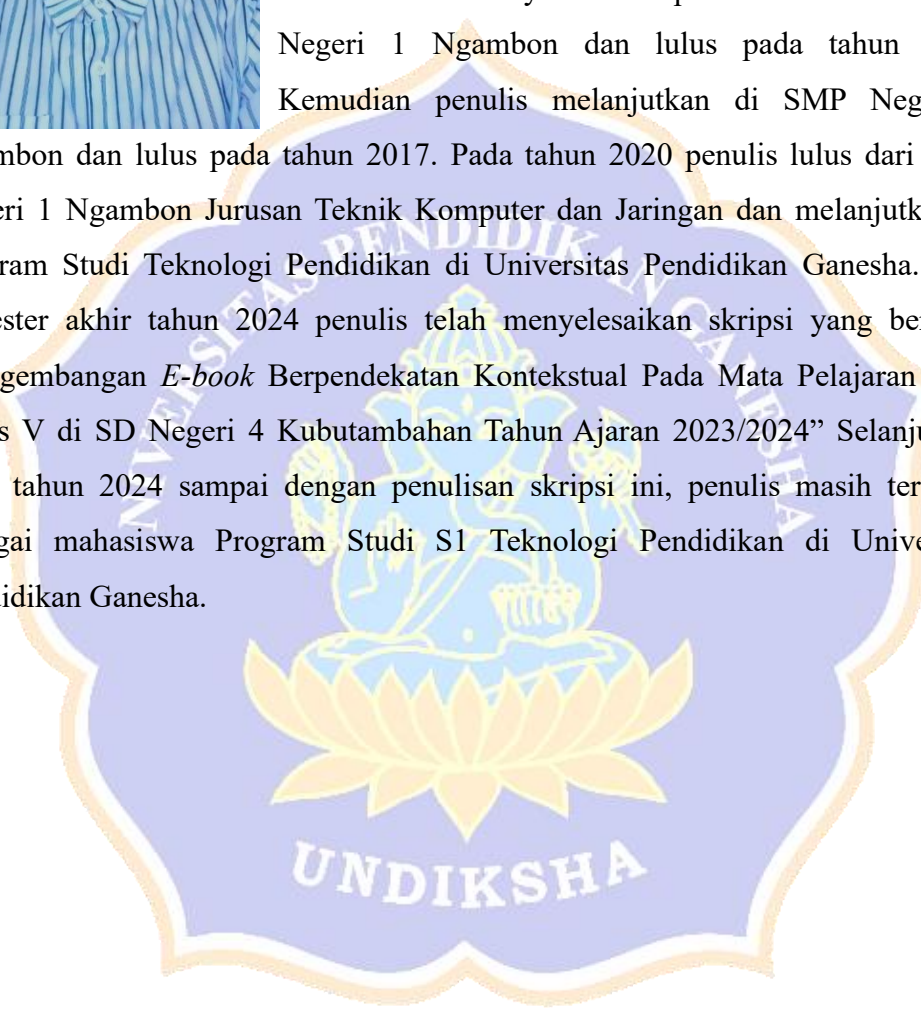 Negeri 1 Ngambon dan lulus pada tahun
Kemudian penulis melanjutkan di SMP Neg
mbon dan lulus pada tahun 2017. Pada tahun 2020 penulis lulus dari
eri 1 Ngambon Jurusan Teknik Komputer dan Jaringan dan melanjutk
ram Studi Teknologi Pendidikan di Universitas Pendidikan Ganesha.
ester akhir tahun 2024 penulis telah menyelesaikan skripsi yang be
gembangan E-book Berpendekatan Kontekstual Pada Mata Pelajaran
s V di SD Negeri 4 Kubutambahan Tahun Ajaran 2023/2024” Selanju
tahun 2024 sampai dengan penulisan skripsi ini, penulis masih ter
gai mahasiswa Program Studi S1 Teknologi Pendidikan di Unive
didikan Ganesha.
NIVERSITAS PENDIDIKAN GANESHA
UNDIKSHA